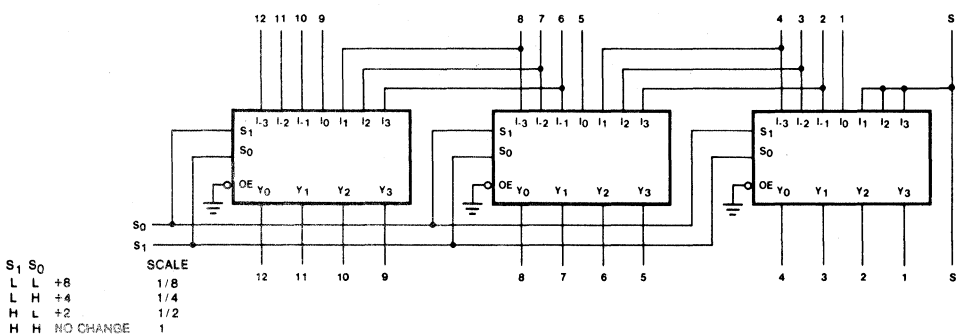 12 11 10 9 8 7 6 5 4 3 2 1 S
I-3 I-2 I-1 I0 I1 I2 I3 I-3 I-2 I-1 I0 I1 I2 I3 I-3 I-2 I-1 I0 I1 I2 I3
S1 S1 S1
S0 S0 S0
OE Y0 Y1 Y2 Y3 OE Y0 Y1 Y2 Y3 OE Y0 Y1 Y2 Y3
S0
S1
12 11 10 9 8 7 6 5 4 3 2 1 S
S1 S0 SCALE
L L ÷8 1/8
L H ÷4 1/4
H L ÷2 1/2
H H NO CHANGE 1